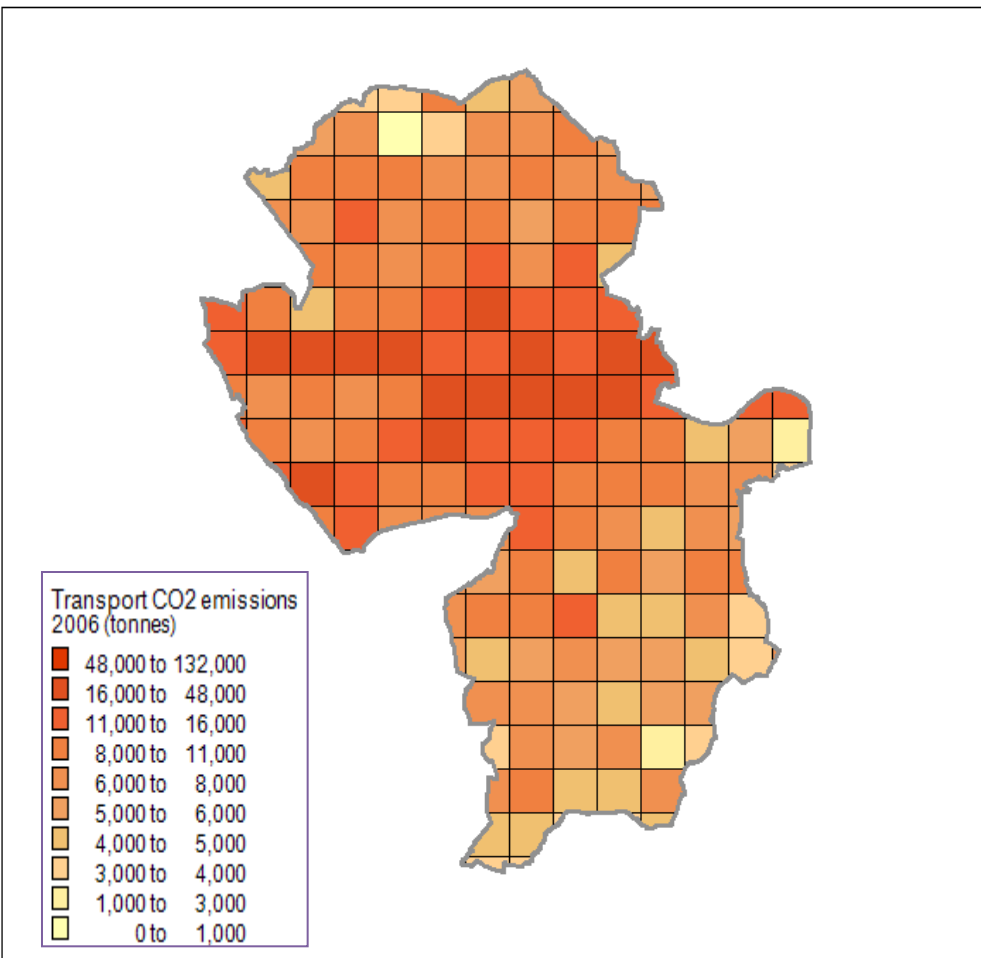 Transport CO2 emissions
2006 (tonnes)
48,000 to 132,000
16,000 to 48,000
11,000 to 16,000
8,000 to 11,000
6,000 to 8,000
5,000 to 6,000
4,000 to 5,000
3,000 to 4,000
1,000 to 3,000
0 to 1,000